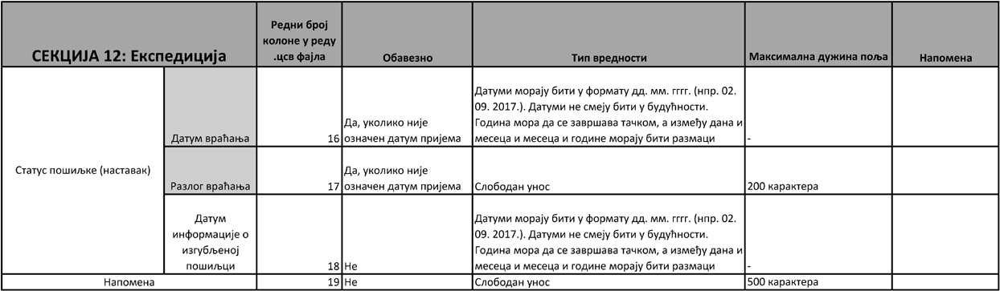 СЕКЦИЈА 12: Експедиција
Редни број
колоне у реду
.цсв фајла
Обавезно
Тип вредности
Максимална дужина поља
Напомена
Статус пошиљке (наставак)
Датум враћања
16
Да, уколико није
означен датум пријема
Датуми морају бити у формату дд. мм. гггг. (нпр. 02.
09. 2017.). Датуми не смеју бити у будућности.
Година мора да се завршава тачком, а између дана и
месеца и месеца и године морају бити размаци
-
Разлог враћања
17
Да, уколико није
означен датум пријема
Слободан унос
200 карактера
Датум
информације о
изгубљеној
пошиљци
18
Не
Датуми морају бити у формату дд. мм. гггг. (нпр. 02.
09. 2017.). Датуми не смеју бити у будућности.
Година мора да се завршава тачком, а између дана и
месеца и месеца и године морају бити размаци
-
Напомена
19
Не
Слободан унос
500 карактера